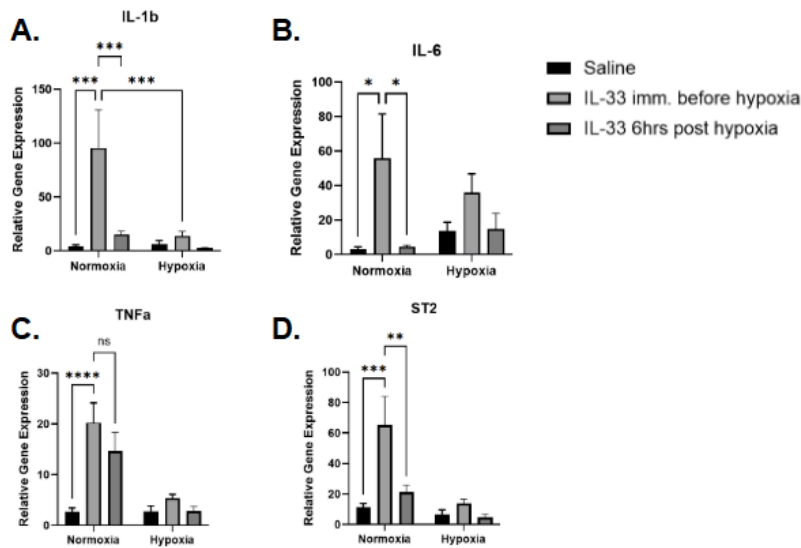 A.
IL-1b
***
***
***
Relative Gene Expression
150
100
50
0
Normoxia
Hypoxia
B.
IL-6
*
*
Relative Gene Expression
100
80
60
40
20
0
Normoxia
Hypoxia
Saline
IL-33 imm. before hypoxia
IL-33 6hrs post hypoxia
C.
TNFa
ns
****
Relative Gene Expression
30
20
10
0
Normoxia
Hypoxia
D.
ST2
**
***
Relative Gene Expression
100
80
60
40
20
0
Normoxia
Hypoxia